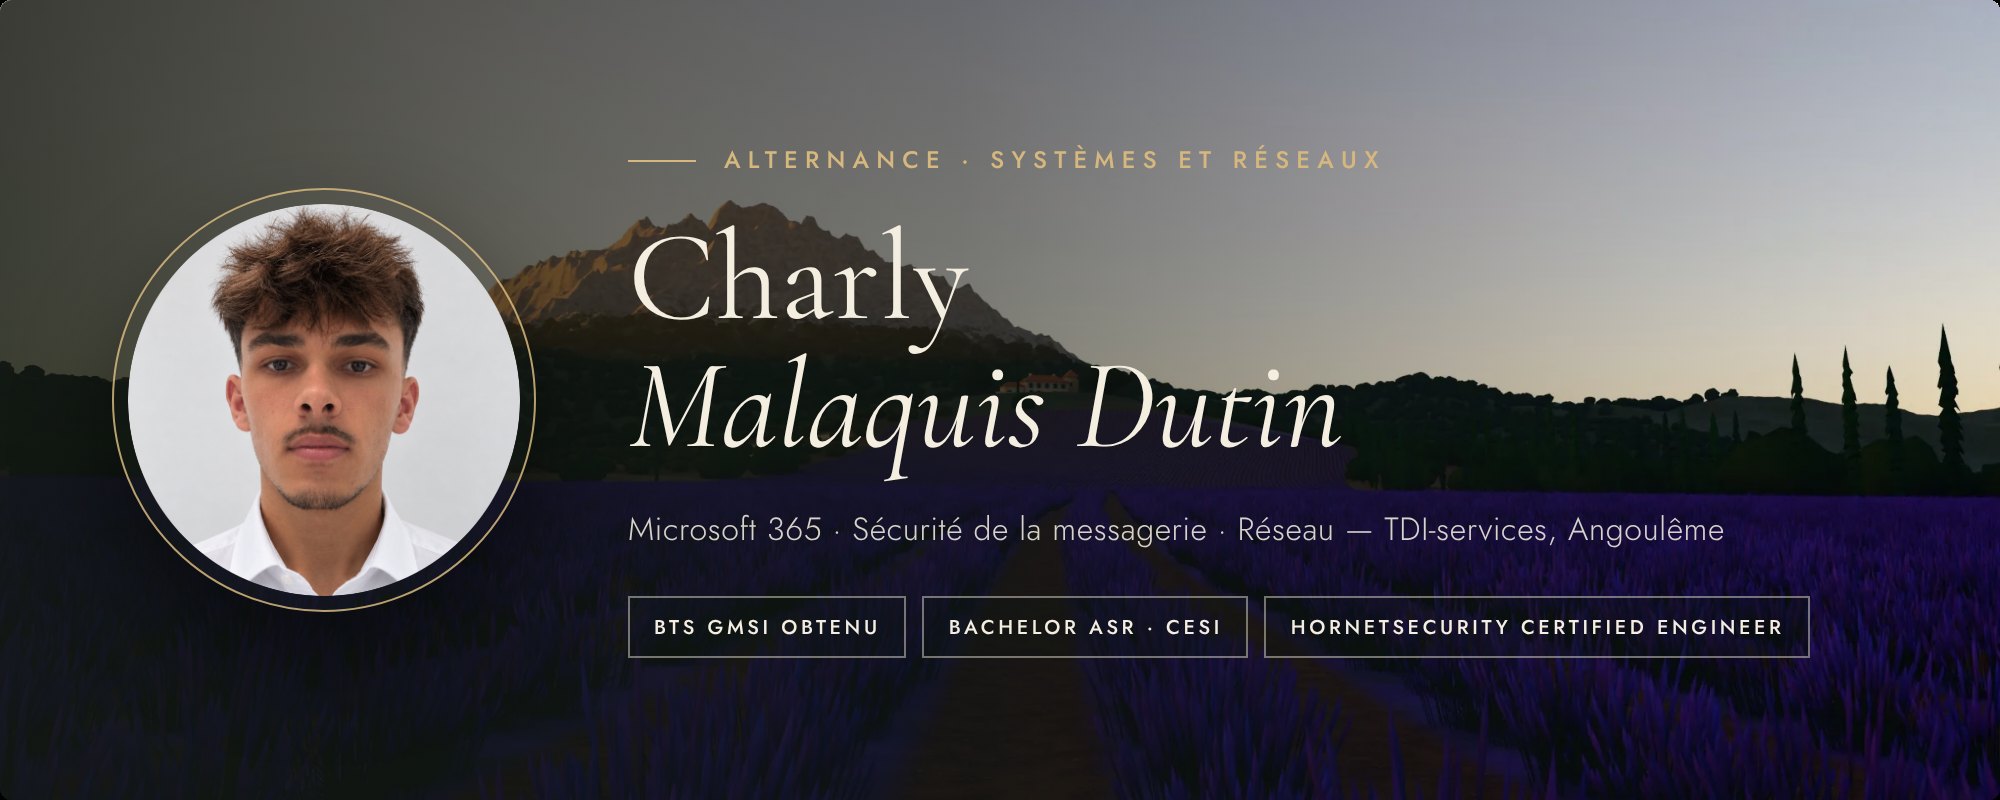 ALTERNANCE · SYSTÈMES ET RÉSEAUX
Charly
Malaquis Dutin
Microsoft 365 · Sécurité de la messagerie · Réseau — TDI-services, Angoulême
BTS GMSI OBTENU
BACHELOR ASR · CESI
HORNETSECURITY CERTIFIED ENGINEER